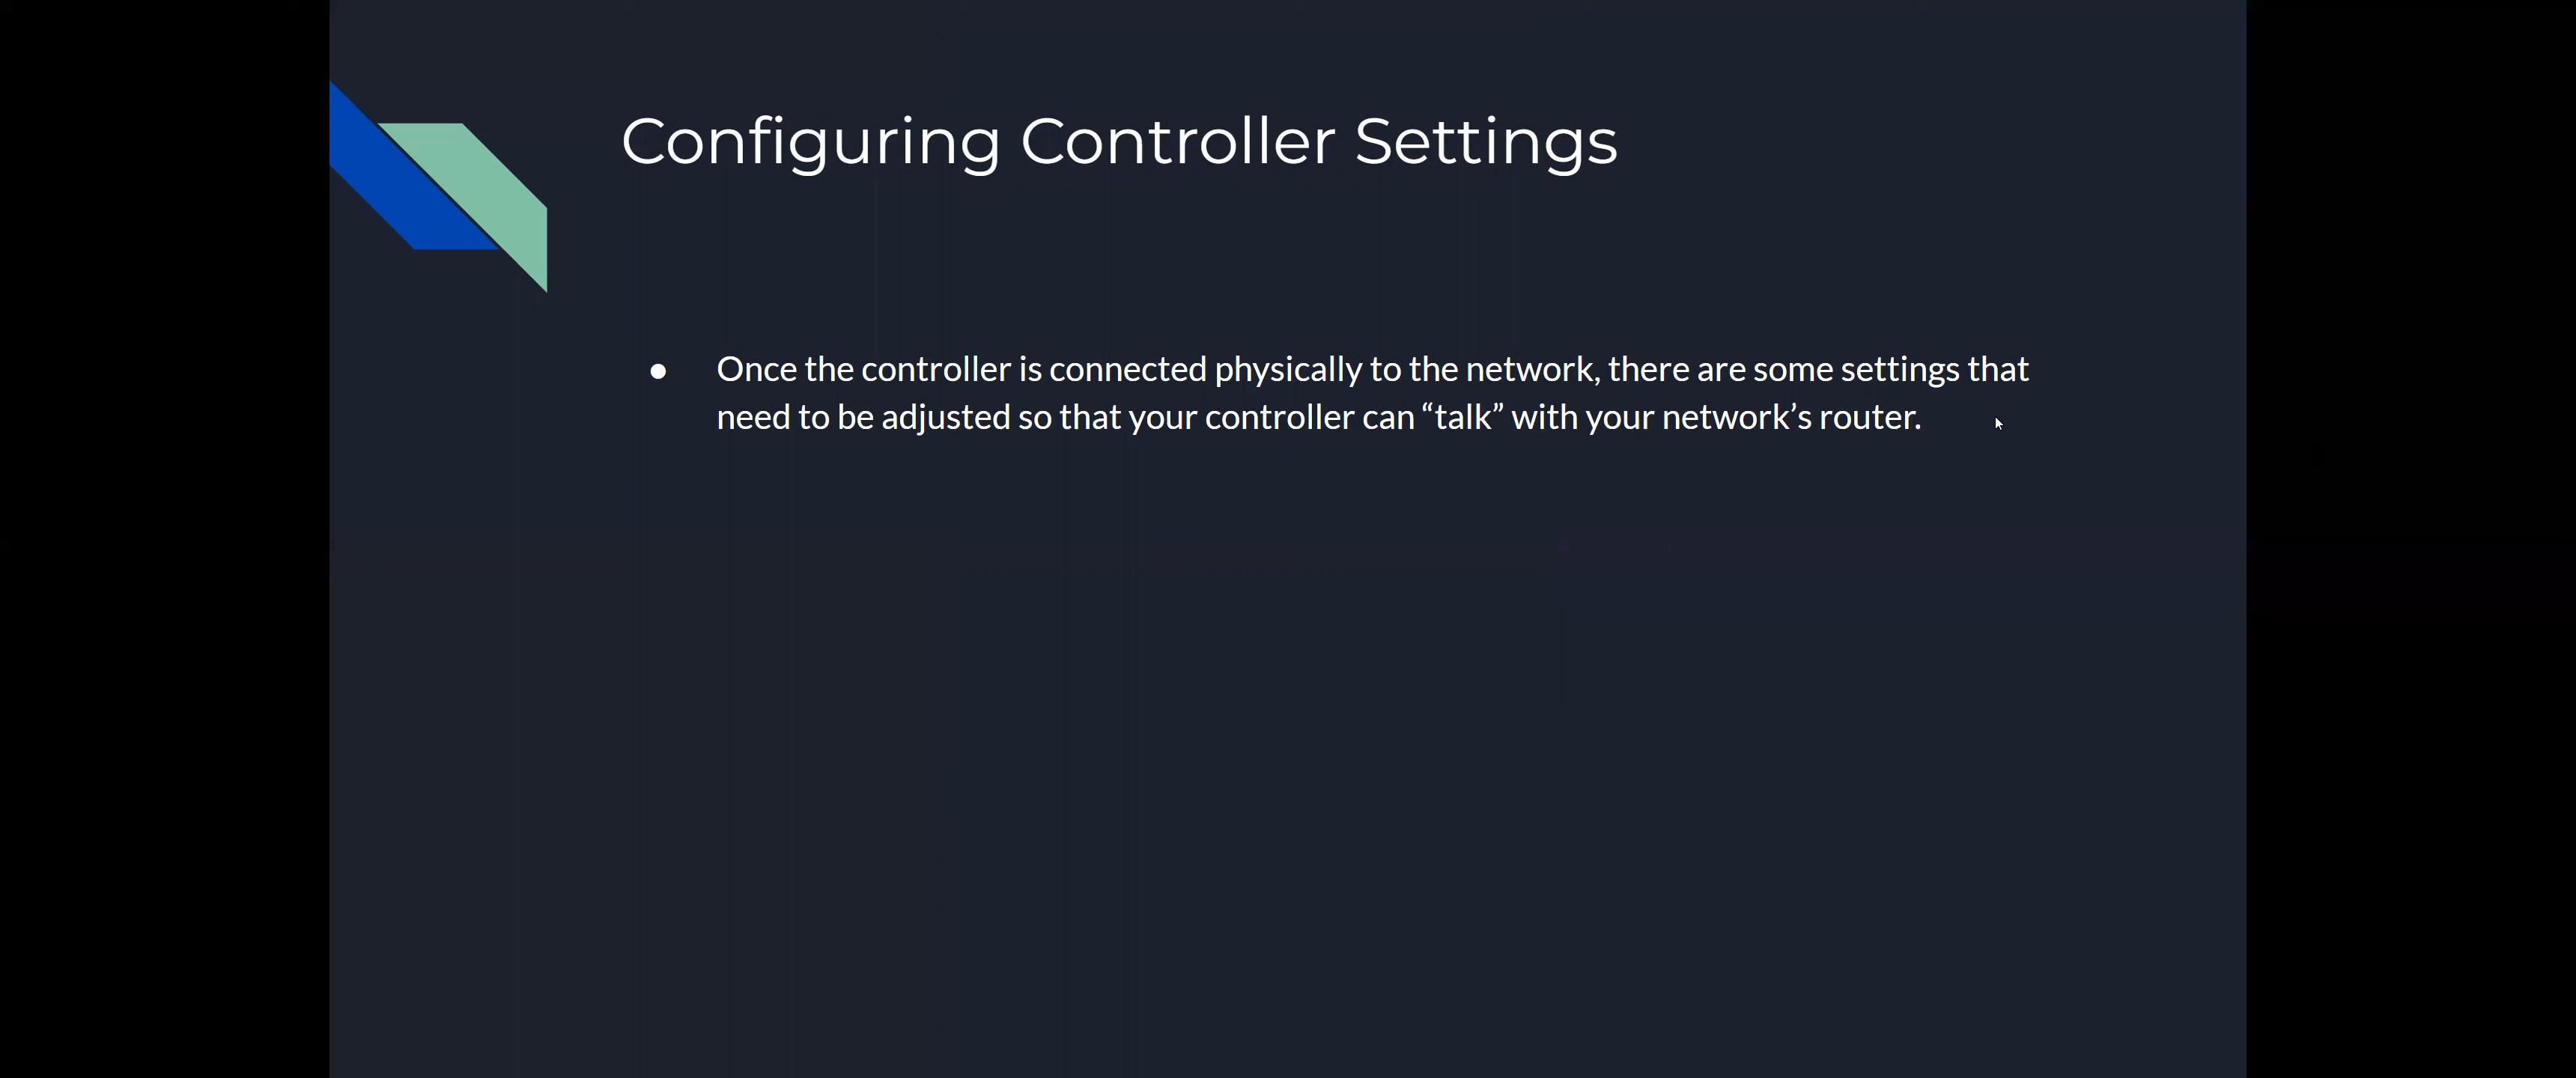 Configuring Controller Settings
● Once the controller is connected physically to the network, there are some settings that
need to be adjusted so that your controller can “talk” with your network’s router.